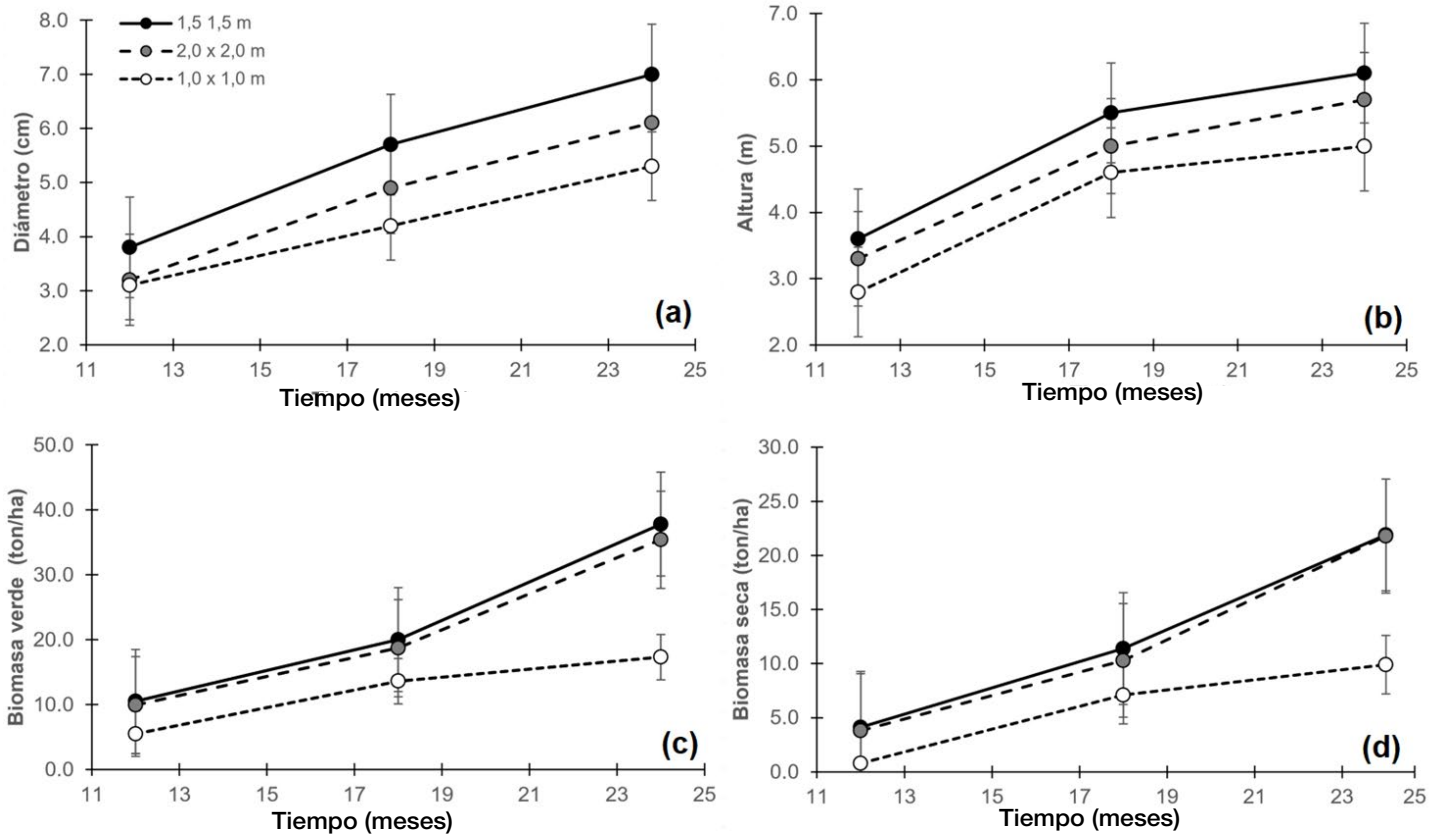 8.0
7.0
6.0
5.0
4.0
3.0
2.0
Diámetro (cm)
1,5 1,5 m
2,0 x 2,0 m
1,0 x 1,0 m
(a)
11 13 15 17 19 21 23 25
Tiempo (meses)
7.0
6.0
5.0
4.0
3.0
2.0
Altura (m)
(b)
11 13 15 17 19 21 23 25
Tiempo (meses)
50.0
40.0
30.0
20.0
10.0
0.0
Biomasa verde (ton/ha)
(c)
11 13 15 17 19 21 23 25
Tiempo (meses)
30.0
25.0
20.0
15.0
10.0
5.0
0.0
Biomasa seca (ton/ha)
(d)
11 13 15 17 19 21 23 25
Tiempo (meses)